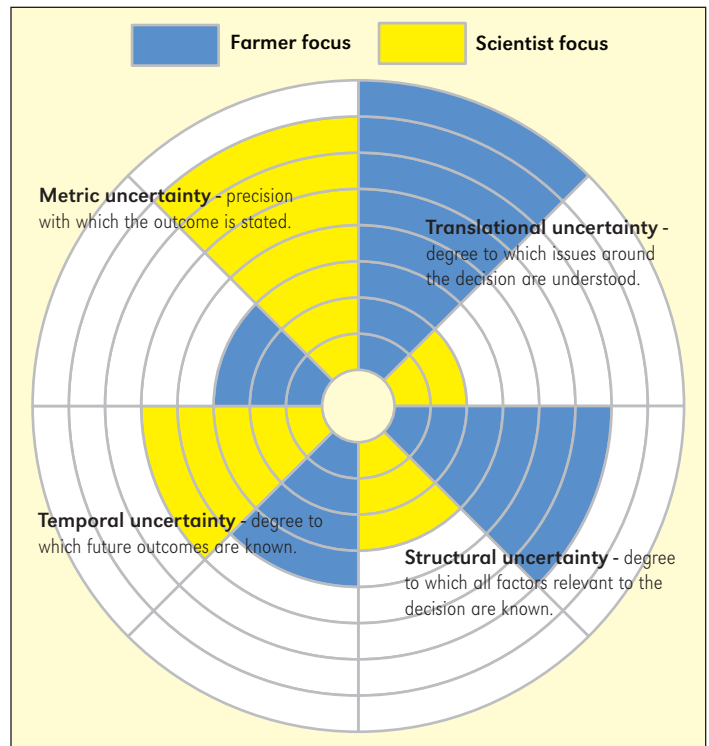 Farmer focus
Scientist focus
Metric uncertainty - precision
with which the outcome is stated.
Translational uncertainty -
degree to which issues around
the decision are understood.
Temporal uncertainty - degree to
which future outcomes are known.
Structural uncertainty - degree
to which all factors relevant to the
decision are known.